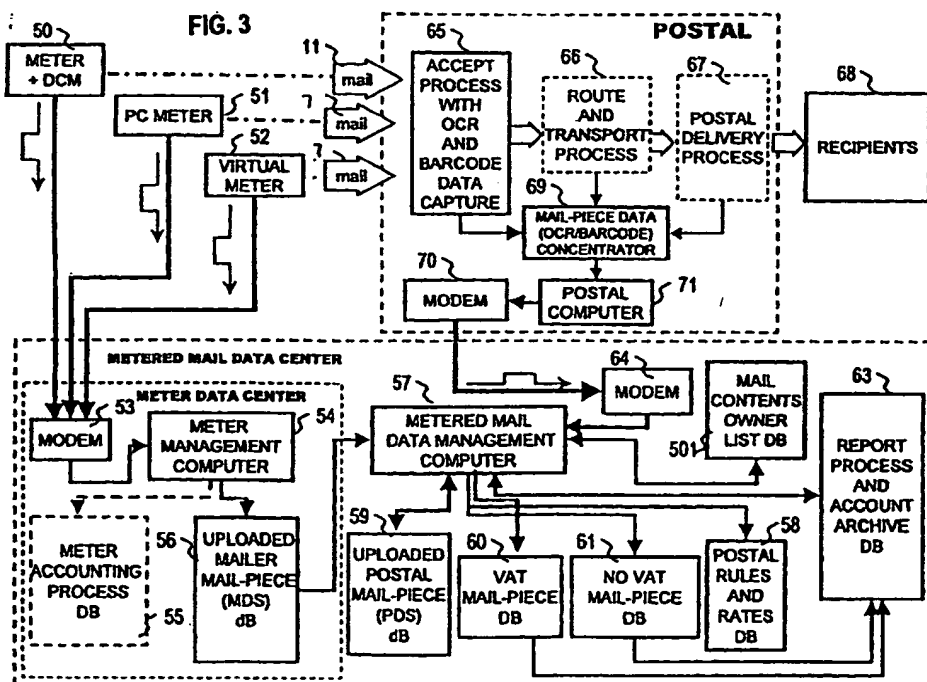 FIG. 3
POSTAL
50
METER
+ DCM
11
mail
51
PC METER
7
mail
52
VIRTUAL
METER
7
mail
65
ACCEPT
PROCESS
WITH
OCR
AND
BARCODE
DATA
CAPTURE
66
ROUTE
AND
TRANSPORT
PROCESS
67
POSTAL
DELIVERY
PROCESS
68
RECIPIENTS
69
MAIL-PIECE DATA
(OCR/BARCODE)
CONCENTRATOR
70
MODEM
71
POSTAL
COMPUTER
METERED MAIL DATA CENTER
METER DATA CENTER
53
MODEM
54
METER
MANAGEMENT
COMPUTER
METER
ACCOUNTING
PROCESS
DB
55
56
UPLOADED
MAILER
MAIL-PIECE
(MDS)
dB
57
METERED MAIL
DATA MANAGEMENT
COMPUTER
64
MODEM
MAIL
CONTENTS
OWNER
LIST DB
501
63
REPORT
PROCESS
AND
ACCOUNT
ARCHIVE
DB
59
UPLOADED
POSTAL
MAIL-PIECE
(PDS)
dB
60
VAT
MAIL-PIECE
DB
61
NO VAT
MAIL-PIECE
DB
58
POSTAL
RULES
AND
RATES
DB